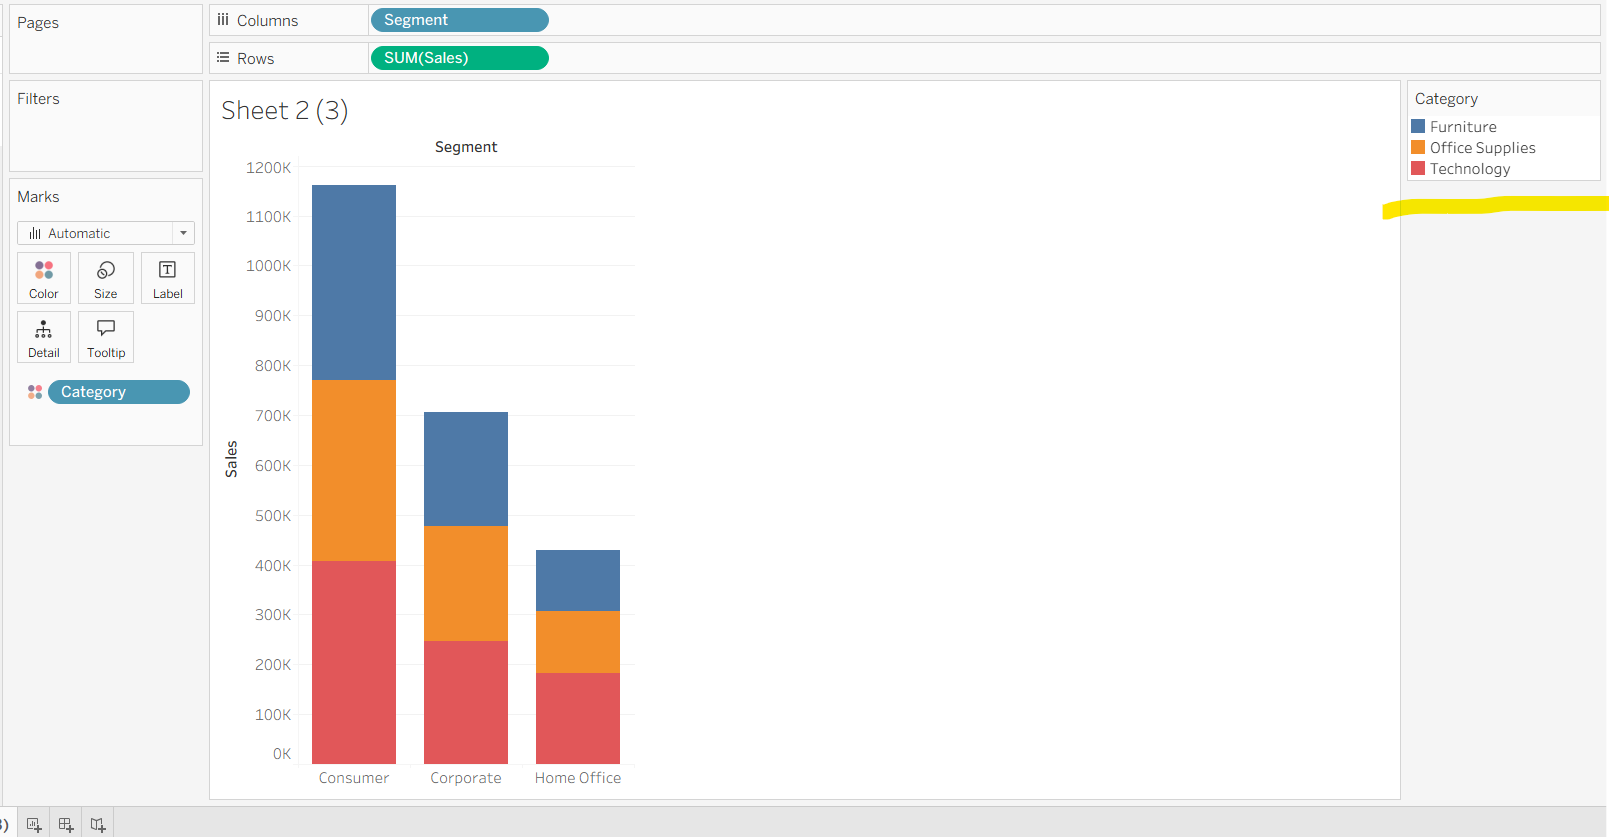 Pages
Columns
Segment
Rows
SUM(Sales)
Filters
Marks
Automatic
Color
Size
Label
Detail
Tooltip
Category
Sheet 2 (3)
Segment
1200K
1100K
1000K
900K
800K
700K
600K
500K
400K
300K
200K
100K
0K
Sales
Consumer
Corporate
Home Office
Category
Furniture
Office Supplies
Technology